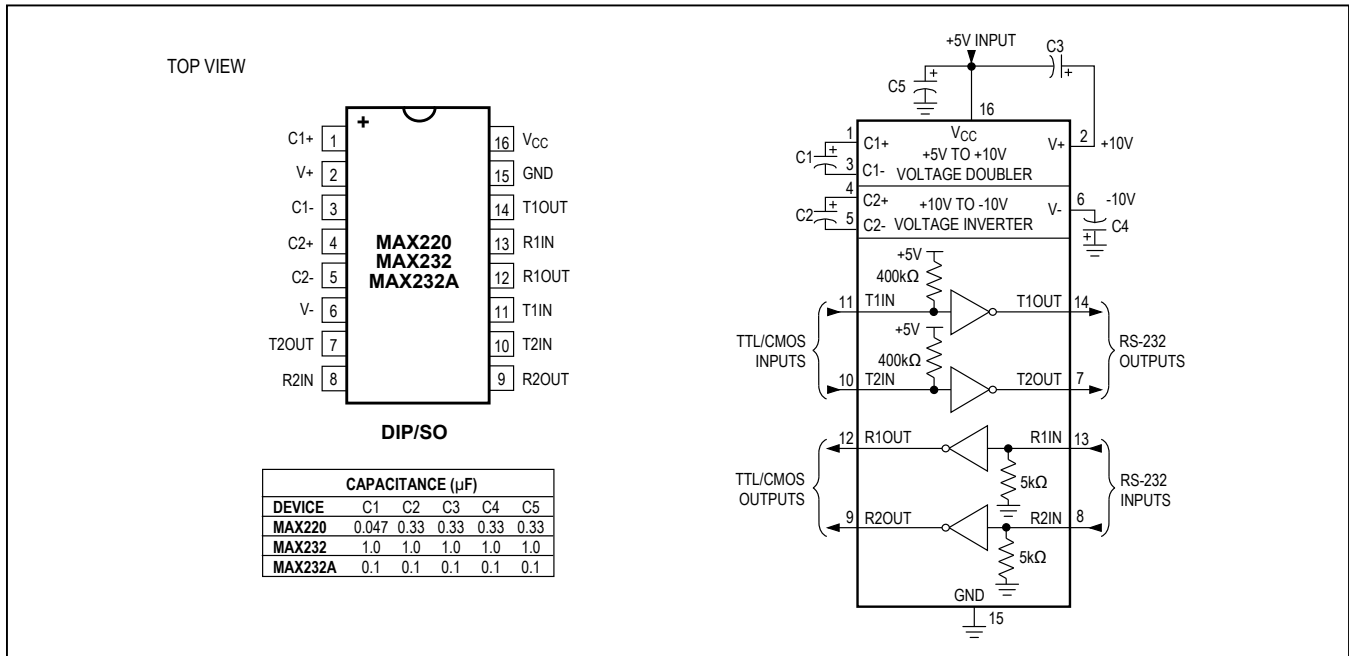 TOP VIEW
+
C1+ 1
V+ 2
C1- 3
C2+ 4
C2- 5
V- 6
T2OUT 7
R2IN 8
16 VCC
15 GND
14 T1OUT
13 R1IN
12 R1OUT
11 T1IN
10 T2IN
9 R2OUT
MAX220
MAX232
MAX232A
DIP/SO
CAPACITANCE (µF)
DEVICE C1 C2 C3 C4 C5
MAX220 0.047 0.33 0.33 0.33 0.33
MAX232 1.0 1.0 1.0 1.0 1.0
MAX232A 0.1 0.1 0.1 0.1 0.1
+5V INPUT
C3
+
C5
+
16
VCC
1
C1+
C1
+
3
C1-
+5V TO +10V
VOLTAGE DOUBLER
V+
2
+10V
4
C2+
C2
+
5
C2-
+10V TO -10V
VOLTAGE INVERTER
V-
6
-10V
C4
+
+5V
400kΩ
11 T1IN
T1OUT 14
+5V
400kΩ
10 T2IN
T2OUT 7
TTL/CMOS
INPUTS
RS-232
OUTPUTS
12 R1OUT
R1IN 13
5kΩ
9 R2OUT
R2IN 8
5kΩ
TTL/CMOS
OUTPUTS
RS-232
INPUTS
GND
15